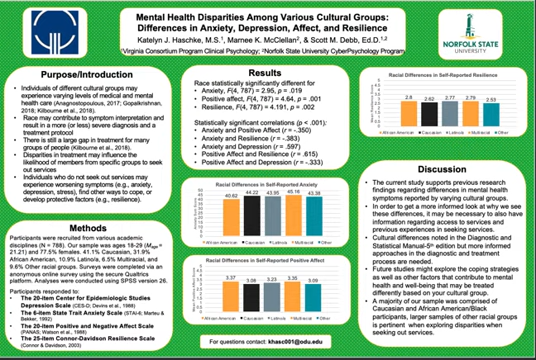 Mental Health Disparities Among Various Cultural Groups:
Differences in Anxiety, Depression, Affect, and Resilience
Katelyn J. Haschke, M.S.¹, Marnee K. McClellan², & Scott M. Debb, Ed.D.¹,²
¹Virginia Consortium Program Clinical Psychology; ²Norfolk State University CyberPsychology Program
NORFOLK STATE
UNIVERSITY
Purpose/Introduction
• Individuals of different cultural groups may
experience varying levels of medical and mental
health care (Anagnostopoulous, 2017; Gopalkrishnan,
2018; Kilbourne et al., 2018).
• Race may contribute to symptom interpretation and
result in a more (or less) severe diagnosis and a
treatment protocol
• There is still a large gap in treatment for many
groups of people (Kilbourne et al., 2018).
• Disparities in treatment may influence the
likelihood of members from specific groups to seek
out services
• Individuals who do not seek out services may
experience worsening symptoms (e.g., anxiety,
depression, stress), find other ways to cope, or
develop protective factors (e.g., resilience).
Methods
Participants were recruited from various academic
disciplines (N = 788). Our sample was ages 18-29 (Mage =
21.21) and 77.5% females. 41.1% Caucasian, 31.9%
African American, 10.9% Latino/a, 6.5% Multiracial, and
9.6% Other racial groups. Surveys were completed via an
anonymous online survey using the secure Qualtrics
platform. Analyses were conducted using SPSS version 26.
Participants responded to:
• The 20-item Center for Epidemiologic Studies
Depression Scale (CES-D; Devins et al., 1988)
• The 6-item State Trait Anxiety Scale (STAI-6; Marteu &
Bekker, 1992)
• The 20-item Positive and Negative Affect Scale
(PANAS; Watson et al., 1988)
• The 25-item Connor-Davidson Resilience Scale
(Connor & Davidson, 2003)
Results
Race statistically significant different for
• Anxiety, F(4, 787) = 2.95, p = .019
• Positive affect, F(4, 787) = 4.64, p = .001
• Resilience, F(4, 787) = 4.191, p = .002
Statistically significant correlations (p < .001):
• Anxiety and Positive Affect (r = -.350)
• Anxiety and Resilience (r = -.383)
• Anxiety and Depression (r = .597)
• Positive Affect and Resilience (r = .615)
• Positive Affect and Depression (r = -.333)
Racial Differences in Self-Reported Anxiety
40.62 44.22 43.95 45.16 43.38
African American Caucasian Latino/a Multiracial Other
Racial Differences in Self-Reported Positive Affect
3.37 3.08 3.23 3.35 3.09
African American Caucasian Latino/a Multiracial Other
For questions contact: khasc001@odu.edu
Racial Differences in Self-Reported Resilience
2.8 2.62 2.77 2.79 2.53
African American Caucasian Latino/a Multiracial Other
Discussion
• The current study supports previous research
findings regarding differences in mental health
symptoms reported by varying cultural groups.
• In order to get a more informed look at why we see
these differences, it may be necessary to also have
information regarding access to services and
previous experiences in seeking services.
• Cultural differences noted in the Diagnostic and
Statistical Manual-5th edition but more informed
approaches in the diagnostic and treatment
process are needed.
• Future studies might explore the coping strategies
as well as other factors that contribute to mental
health and well-being that may be treated
differently based on your cultural group.
• A majority of our sample was comprised of
Caucasian and African American/Black
participants, larger samples of other racial groups
is pertinent when exploring disparities when
seeking out services.